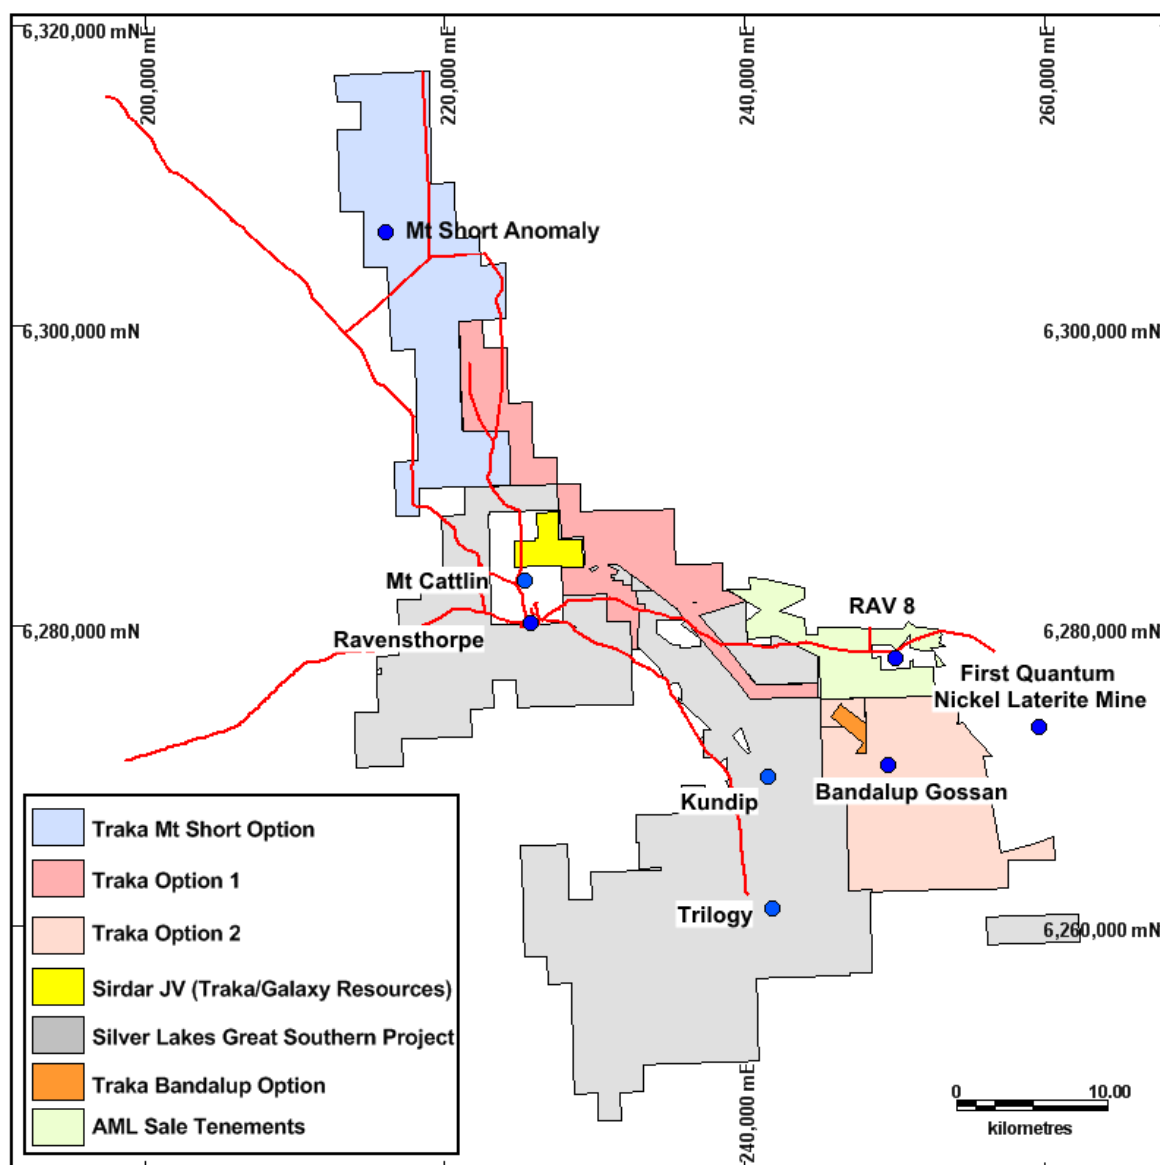 6,320,000 mN
200,000 mE
220,000 mE
240,000 mE
260,000 mE
Mt Short Anomaly
6,300,000 mN
6,300,000 mN
Mt Cattlin
RAV 8
6,280,000 mN
6,280,000 mN
Ravensthorpe
First Quantum
Nickel Laterite Mine
Kundip
Bandalup Gossan
Trilogy
6,260,000 mN
Traka Mt Short Option
Traka Option 1
Traka Option 2
Sirdar JV (Traka/Galaxy Resources)
Silver Lakes Great Southern Project
Traka Bandalup Option
AML Sale Tenements
240,000 mE
0 10.00
kilometres